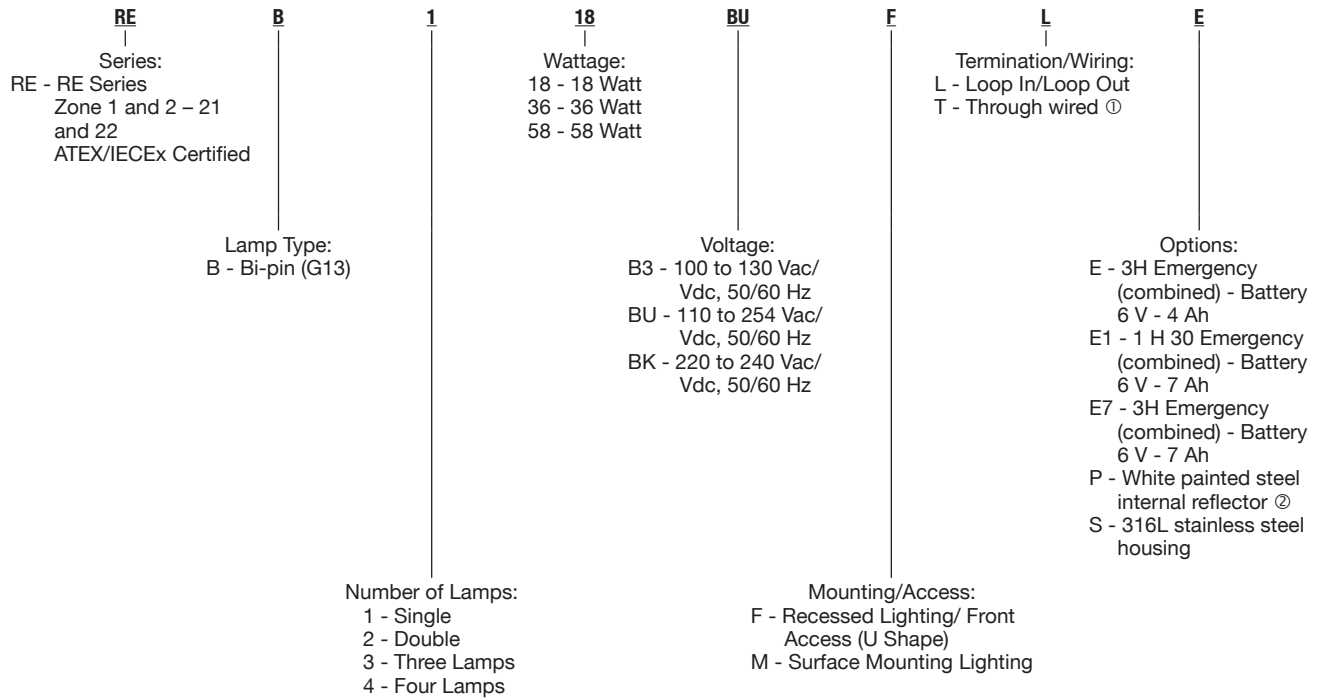 RE B 1 18 BU F L E
Series:
RE - RE Series
Zone 1 and 2 – 21
and 22
ATEX/IECEx Certified
Wattage:
18 - 18 Watt
36 - 36 Watt
58 - 58 Watt
Termination/Wiring:
L - Loop In/Loop Out
T - Through wired ①
Lamp Type:
B - Bi-pin (G13)
Voltage:
B3 - 100 to 130 Vac/
Vdc, 50/60 Hz
BU - 110 to 254 Vac/
Vdc, 50/60 Hz
BK - 220 to 240 Vac/
Vdc, 50/60 Hz
Options:
E - 3H Emergency
(combined) - Battery
6 V - 4 Ah
E1 - 1 H 30 Emergency
(combined) - Battery
6 V - 7 Ah
E7 - 3H Emergency
(combined) - Battery
6 V - 7 Ah
P - White painted steel
internal reflector ②
S - 316L stainless steel
housing
Number of Lamps:
1 - Single
2 - Double
3 - Three Lamps
4 - Four Lamps
Mounting/Access:
F - Recessed Lighting/ Front
Access (U Shape)
M - Surface Mounting Lighting